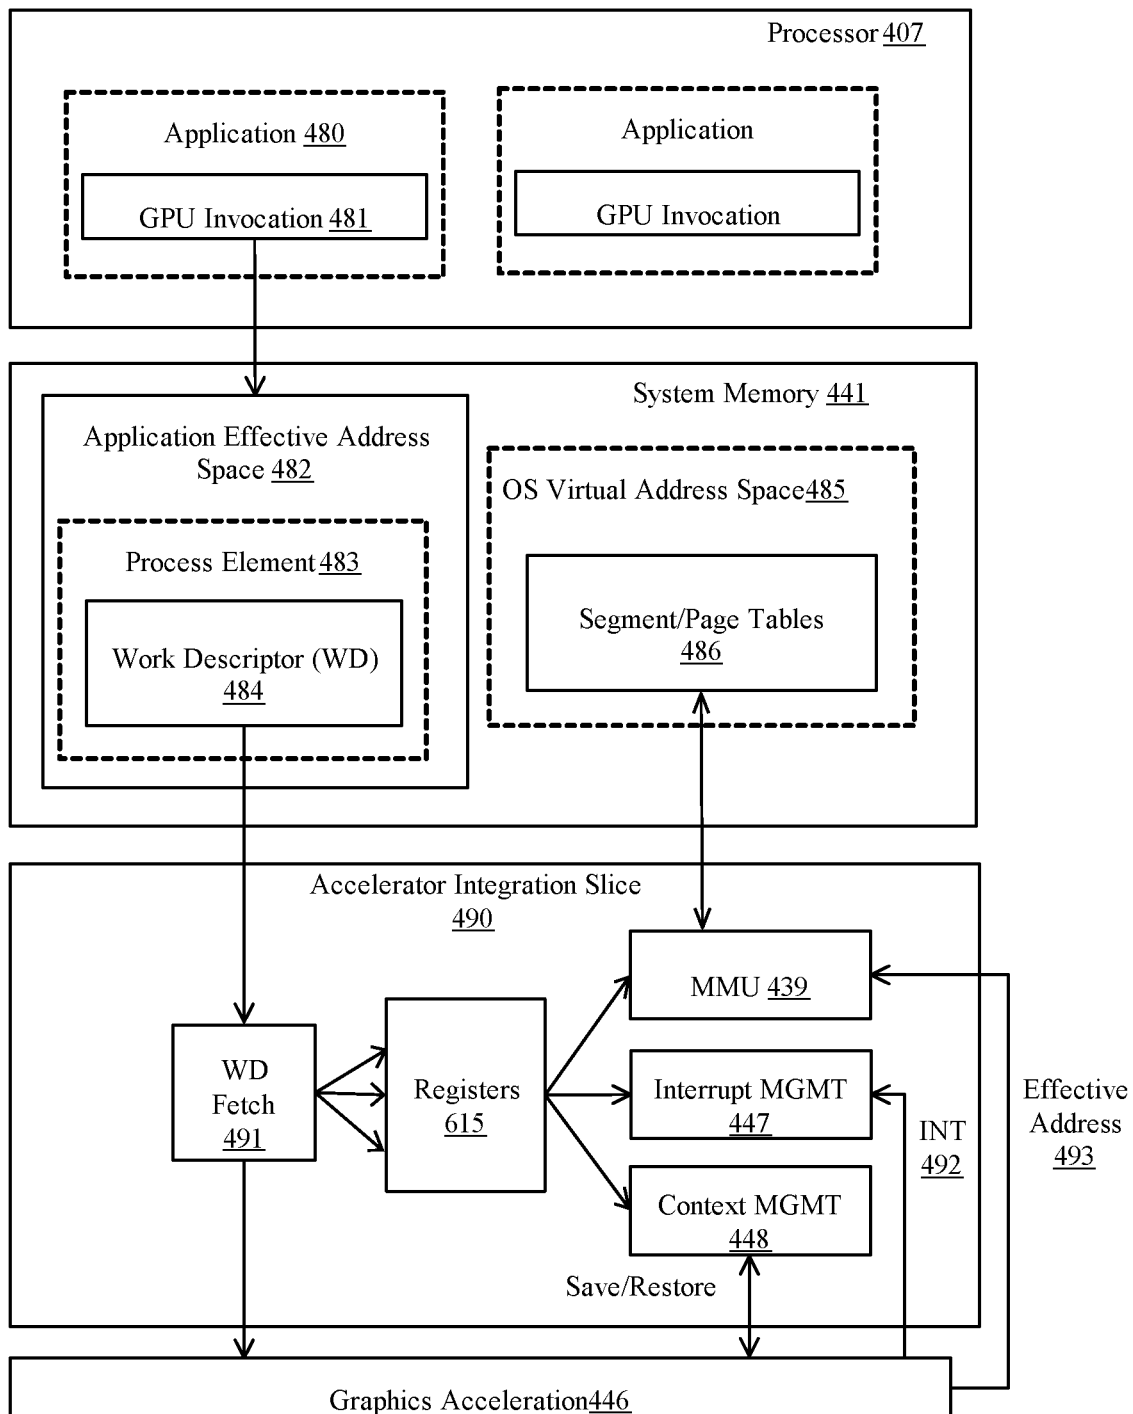 Processor 407
Application 480
GPU Invocation 481
Application
GPU Invocation
System Memory 441
Application Effective Address
Space 482
Process Element 483
Work Descriptor (WD)
484
OS Virtual Address Space485
Segment/Page Tables
486
Accelerator Integration Slice
490
WD
Fetch
491
Registers
615
MMU 439
Interrupt MGMT
447
Context MGMT
448
Save/Restore
INT
492
Effective
Address
493
Graphics Acceleration446